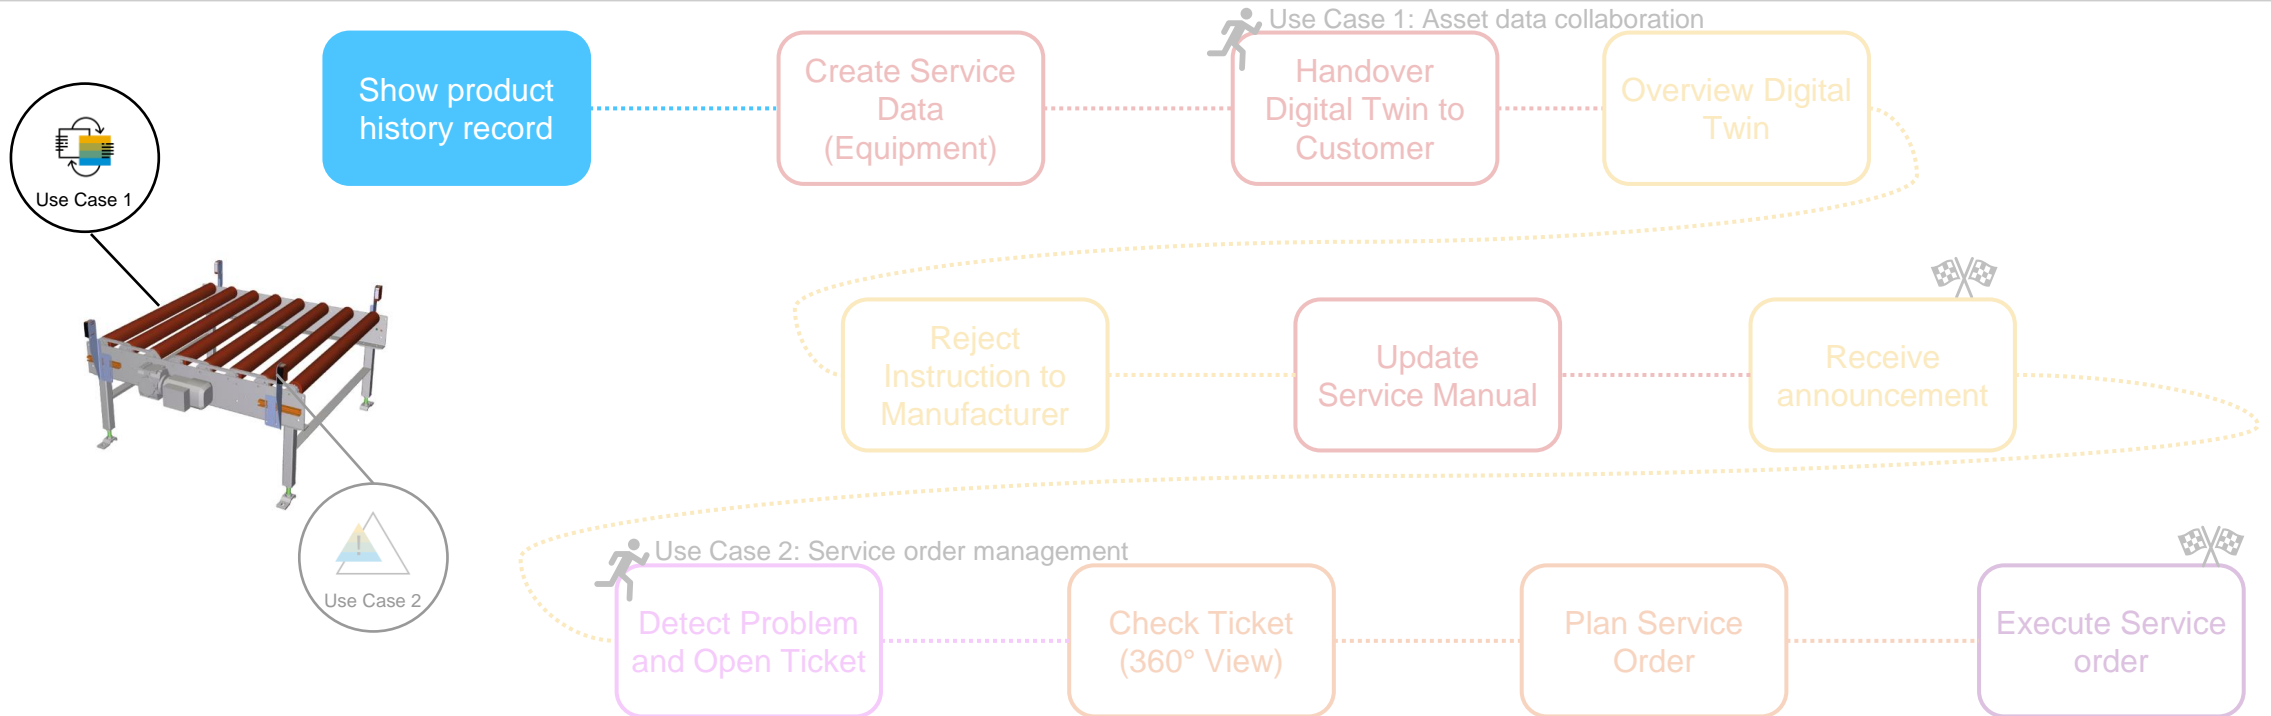 Use Case 1: Asset data collaboration
Show product
history record
Create Service
Data
(Equipment)
Handover
Digital Twin to
Customer
Overview Digital
Twin
Use Case 1
Reject
Instruction to
Manufacturer
Update
Service Manual
Receive
announcement
Use Case 2
Use Case 2: Service order management
Detect Problem
and Open Ticket
Check Ticket
(360° View)
Plan Service
Order
Execute Service
order